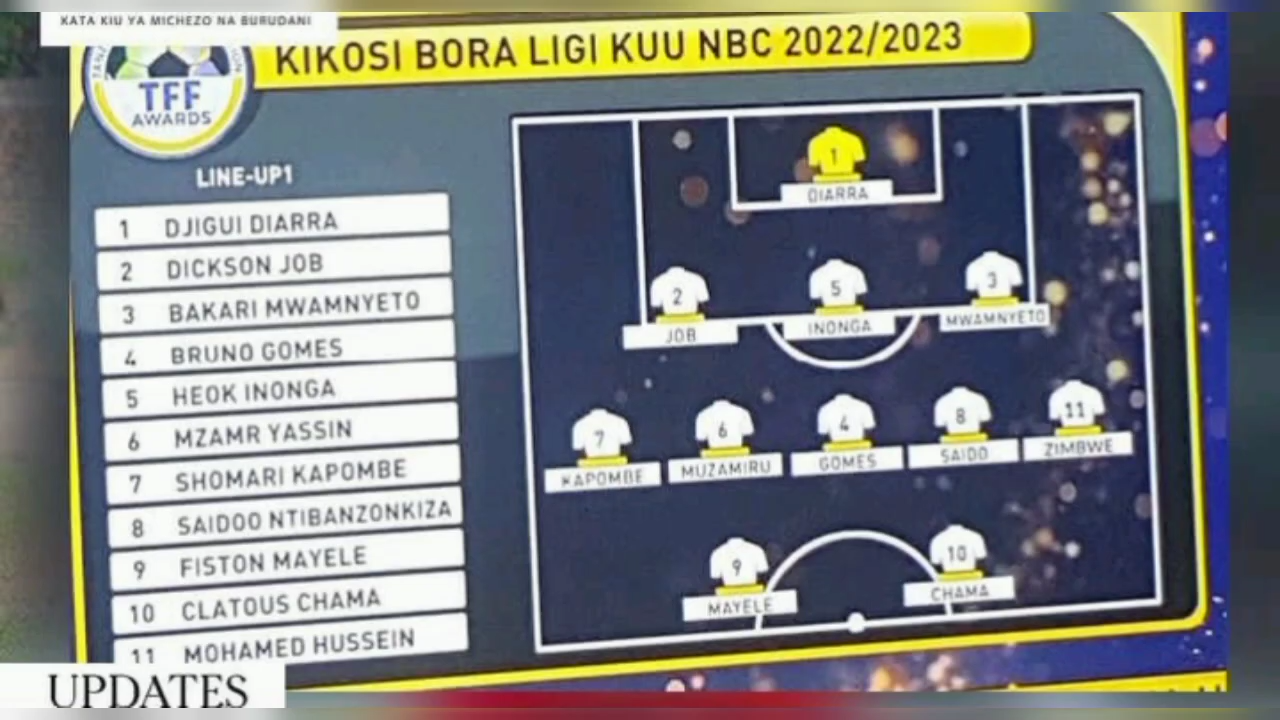 KATA KIU YA MICHEZO NA BURUDANI
KIKOSI BORA LIGI KUU NBC 2022/2023
TFF
AWARDS
LINE-UP1
1 DJIGUI DIARRA
2 DICKSON JOB
3 BAKARI MWAMNYETO
4 BRUNO GOMES
5 HEOK INONGA
6 MZAMR YASSIN
7 SHOMARI KAPOMBE
8 SAIDOO NTIBANZONKIZA
9 FISTON MAYELE
10 CLATOUS CHAMA
11 MOHAMED HUSSEIN
1
DIARRA
2
JOB
5
INONGA
3
MWAMNYETO
7
KAPOMBE
6
MUZAMIRU
4
GOMES
8
SAIDO
11
ZIMBWE
9
MAYELE
10
CHAMA
UPDATES